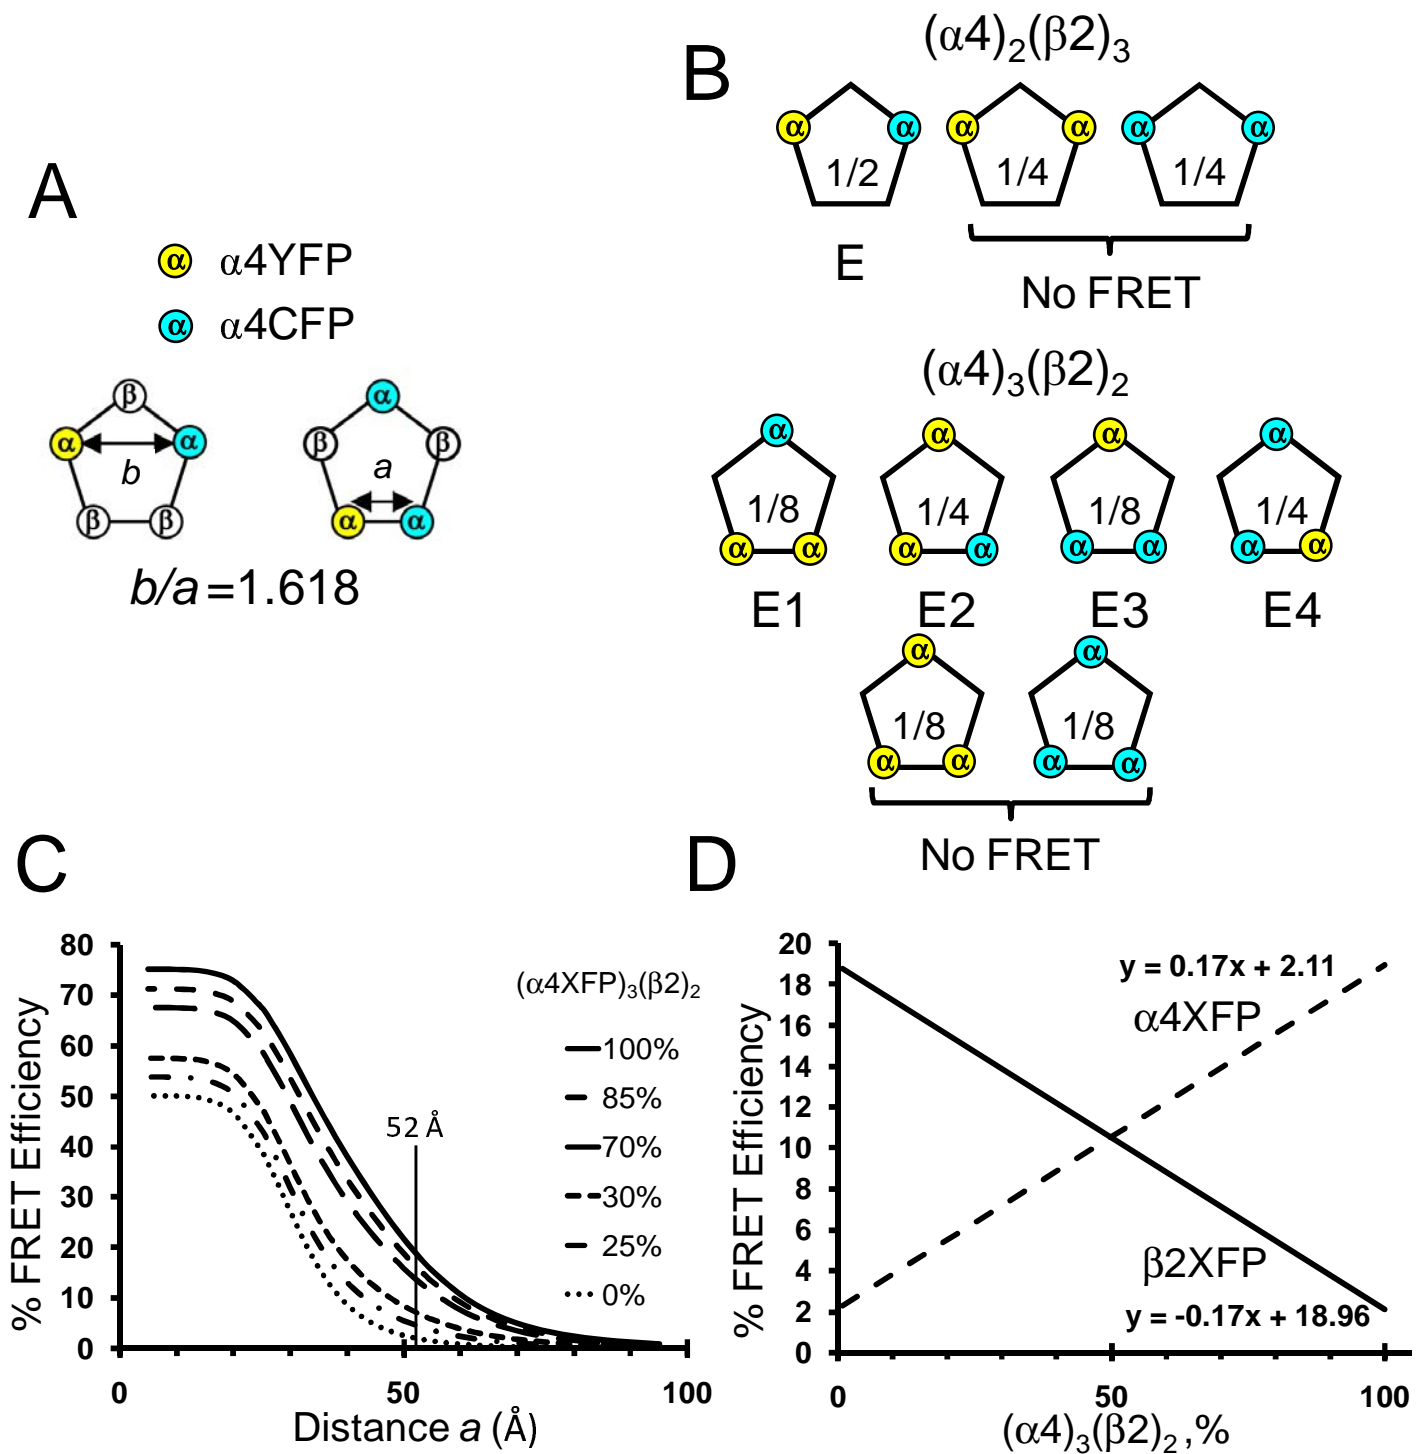 A
α α4YFP
α α4CFP
β
α α
b
β β
α
β β
a
α α
b/a=1.618
B
(α4)2(β2)3
α α α α α α
1/2 1/4 1/4
E
No FRET
(α4)3(β2)2
α α α α
1/8 1/4 1/8 1/4
α α α α α α α α
E1 E2 E3 E4
α α
1/8 1/8
α α α α
No FRET
C
% FRET Efficiency
80
70
60
50
40
30
20
10
0
0 50 100
Distance a (Å)
52 Å
(α4XFP)3(β2)2
100%
85%
70%
30%
25%
0%
D
% FRET Efficiency
20
18
16
14
12
10
8
6
4
2
0
0 50 100
(α4)3(β2)2 ,%
y = 0.17x + 2.11
α4XFP
β2XFP
y = -0.17x + 18.96